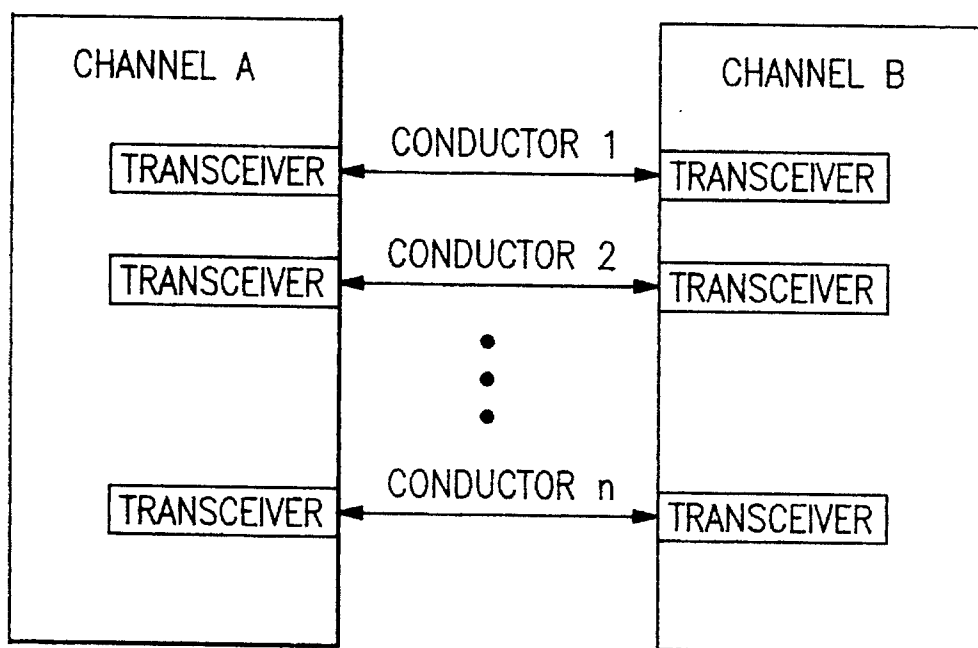 CHANNEL A
CHANNEL B
TRANSCEIVER
CONDUCTOR 1
TRANSCEIVER
TRANSCEIVER
CONDUCTOR 2
TRANSCEIVER
TRANSCEIVER
CONDUCTOR n
TRANSCEIVER